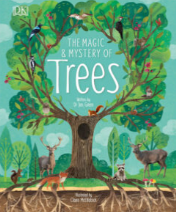 DK
THE MAGIC
& MYSTERY OF
Trees
Written by
Dr Jen Green
Illustrated by
Claire McElfatrick